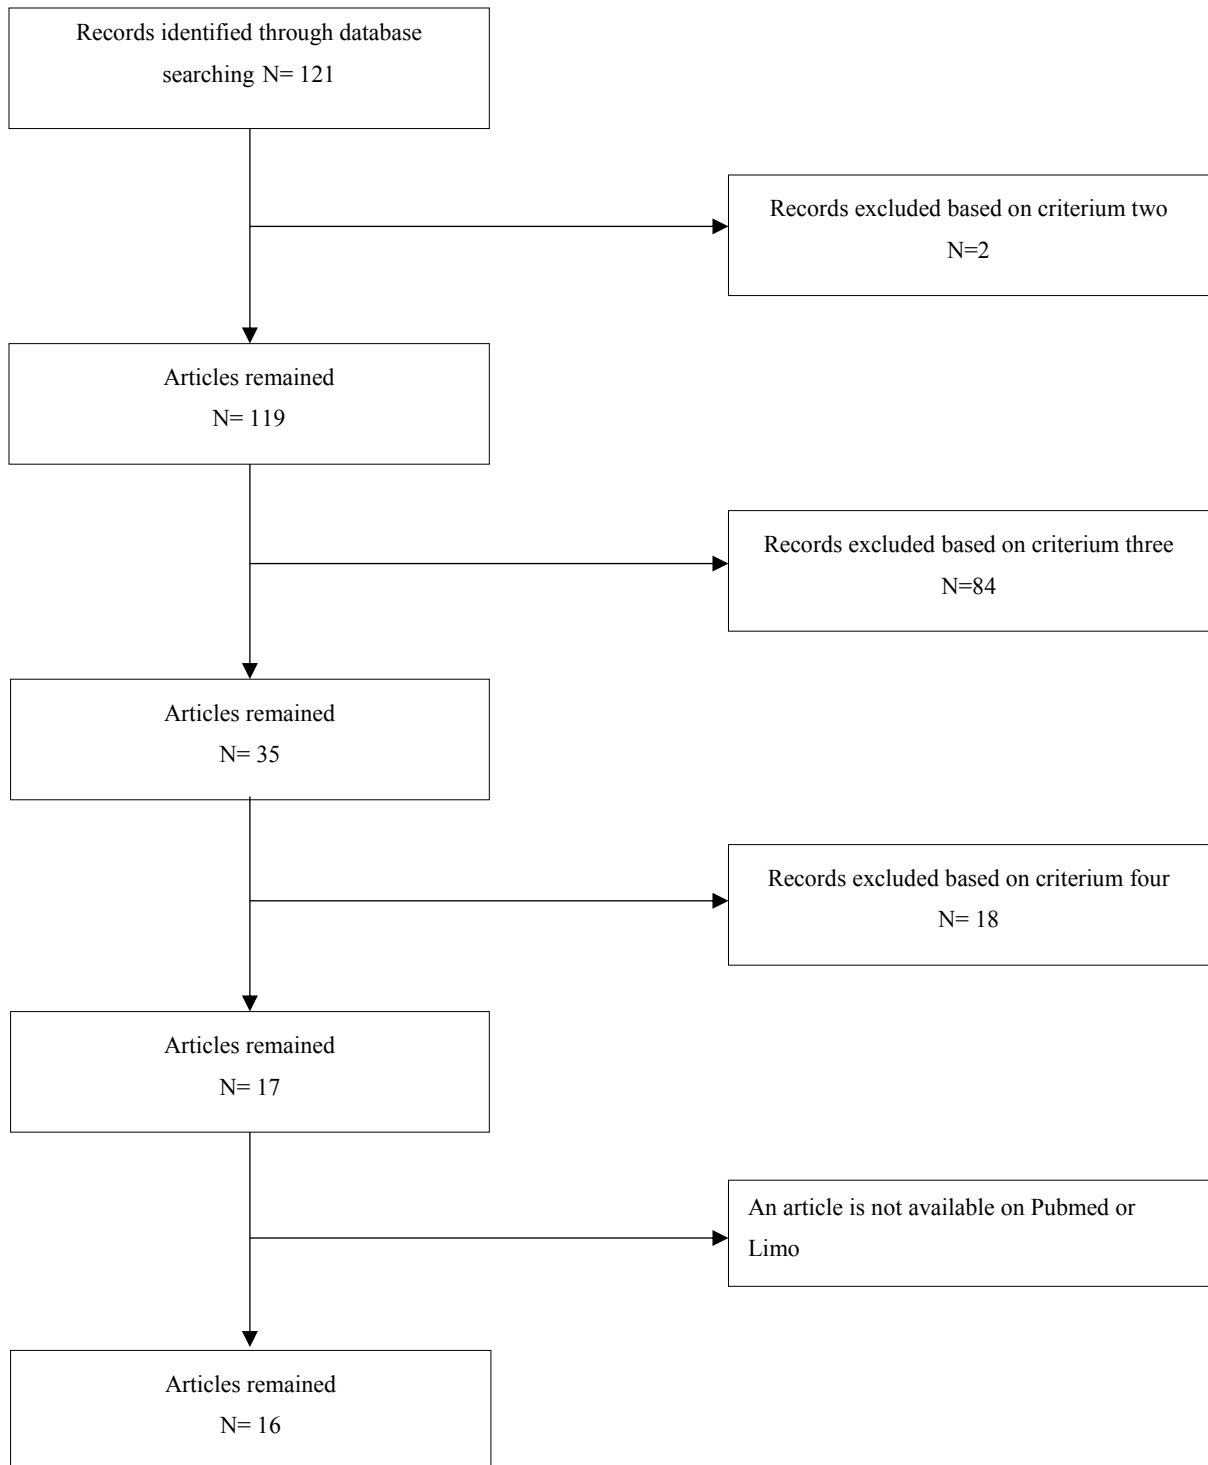 Records identified through database
searching N= 121
Records excluded based on criterium two
N=2
Articles remained
N= 119
Records excluded based on criterium three
N=84
Articles remained
N= 35
Records excluded based on criterium four
N= 18
Articles remained
N= 17
An article is not available on Pubmed or
Limo
Articles remained
N= 16